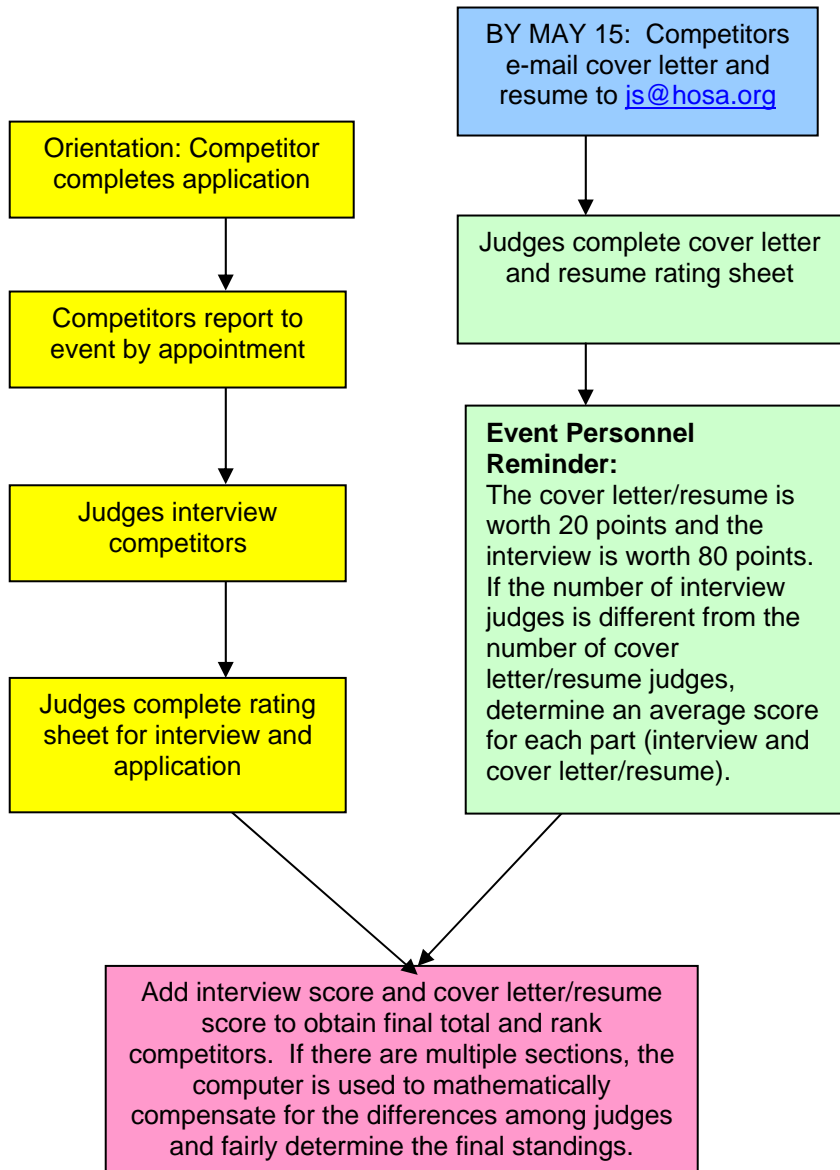 BY MAY 15:  Competitors
e-mail cover letter and
resume to js@hosa.org
Orientation: Competitor
completes application
Judges complete cover letter
and resume rating sheet
Competitors report to
event by appointment
Event Personnel
Reminder:
The cover letter/resume is
worth 20 points and the
interview is worth 80 points.
If the number of interview
judges is different from the
number of cover
letter/resume judges,
determine an average score
for each part (interview and
cover letter/resume).
Judges interview
competitors
Judges complete rating
sheet for interview and
application
Add interview score and cover letter/resume
score to obtain final total and rank
competitors.  If there are multiple sections, the
computer is used to mathematically
compensate for the differences among judges
and fairly determine the final standings.